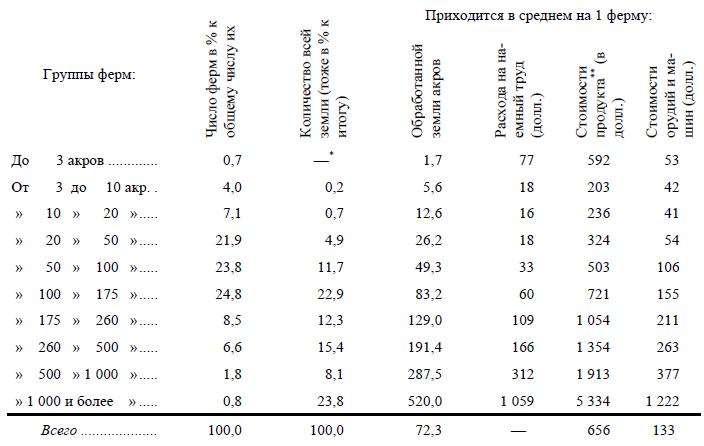 Приходится в среднем на 1 ферму:
Группы ферм:
Число ферм в % к
общему числу их
Количество всей
земли (тоже в % к
итогу)
Обработанной
земли акров
Расхода на на-
емный труд
(долл.)
Стоимости
продукта** (в
долл.)
Стоимости
орудий и ма-
шин (долл.)
До 3 акров ............. 0,7 —* 1,7 77 592 53
От 3 до 10 акр. . 4,0 0,2 5,6 18 203 42
» 10 » 20 »..... 7,1 0,7 12,6 16 236 41
» 20 » 50 »..... 21,9 4,9 26,2 18 324 54
» 50 » 100 »..... 23,8 11,7 49,3 33 503 106
» 100 » 175 »..... 24,8 22,9 83,2 60 721 155
» 175 » 260 »..... 8,5 12,3 129,0 109 1 054 211
» 260 » 500 »..... 6,6 15,4 191,4 166 1 354 263
» 500 » 1 000 »..... 1,8 8,1 287,5 312 1 913 377
» 1 000 и более »..... 0,8 23,8 520,0 1 059 5 334 1 222
Всего .................... 100,0 100,0 72,3 — 656 133